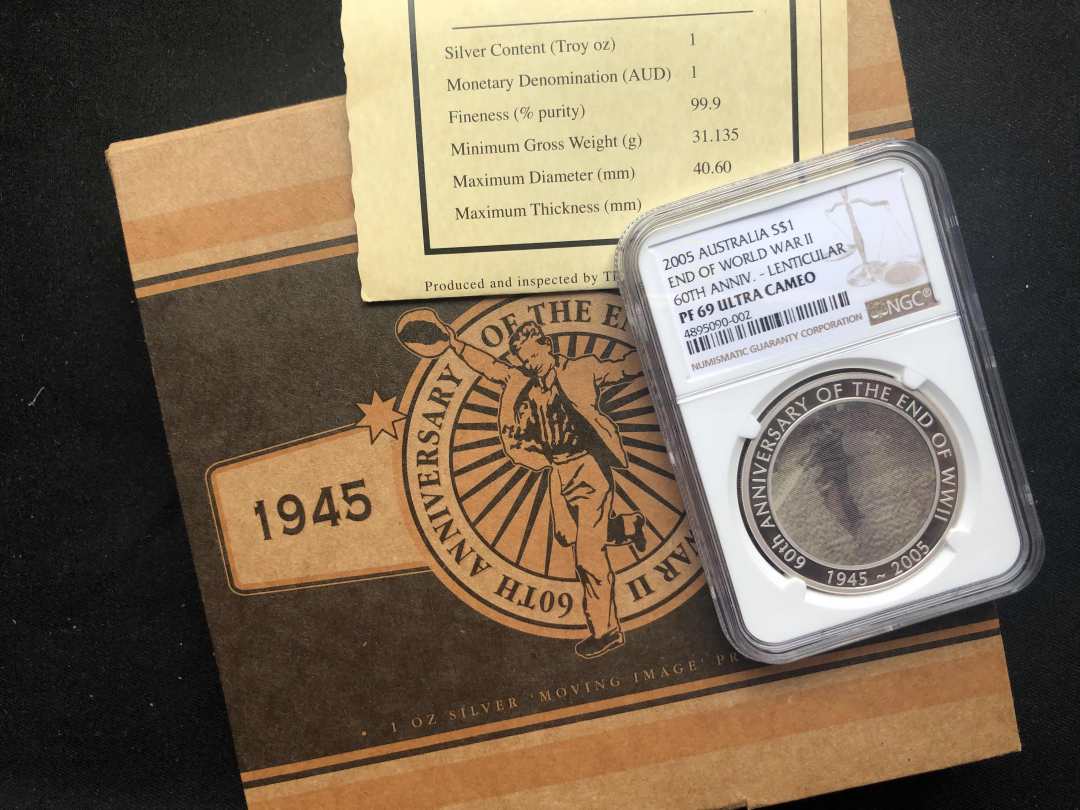 Silver Content (Troy oz) 1
Monetary Denomination (AUD) 1
Fineness (% purity) 99.9
Minimum Gross Weight (g) 31.135
Maximum Diameter (mm) 40.60
Maximum Thickness (mm)
Produced and inspected by
2005 AUSTRALIA S$1
END OF WORLD WAR II
60TH ANNIV. - LENTICULAR
PF 69 ULTRA CAMEO
4895090-002
NGC®
NUMISMATIC GUARANTY CORPORATION
60th ANNIVERSARY OF THE END OF WWII
1945 ~ 2005
1945
60TH ANNIVERSARY OF THE
II
• 1 OZ SILVER 'MOVING IMAGE'